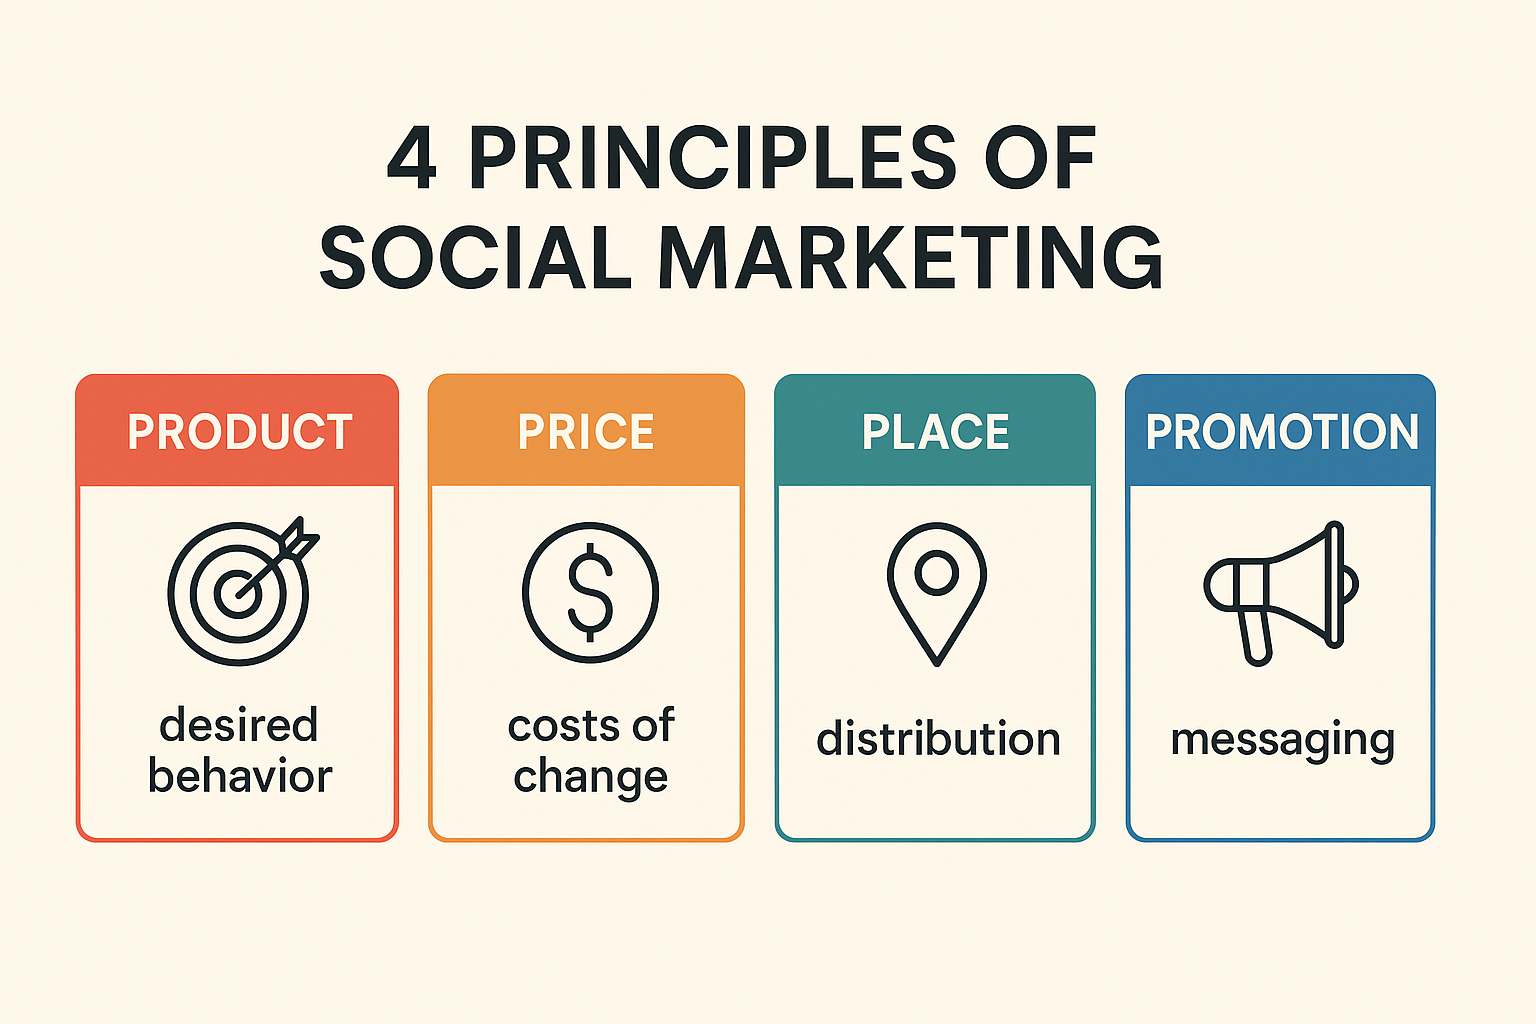 4 PRINCIPLES OF
SOCIAL MARKETING
PRODUCT
desired
behavior
PRICE
costs of
change
PLACE
distribution
PROMOTION
messaging